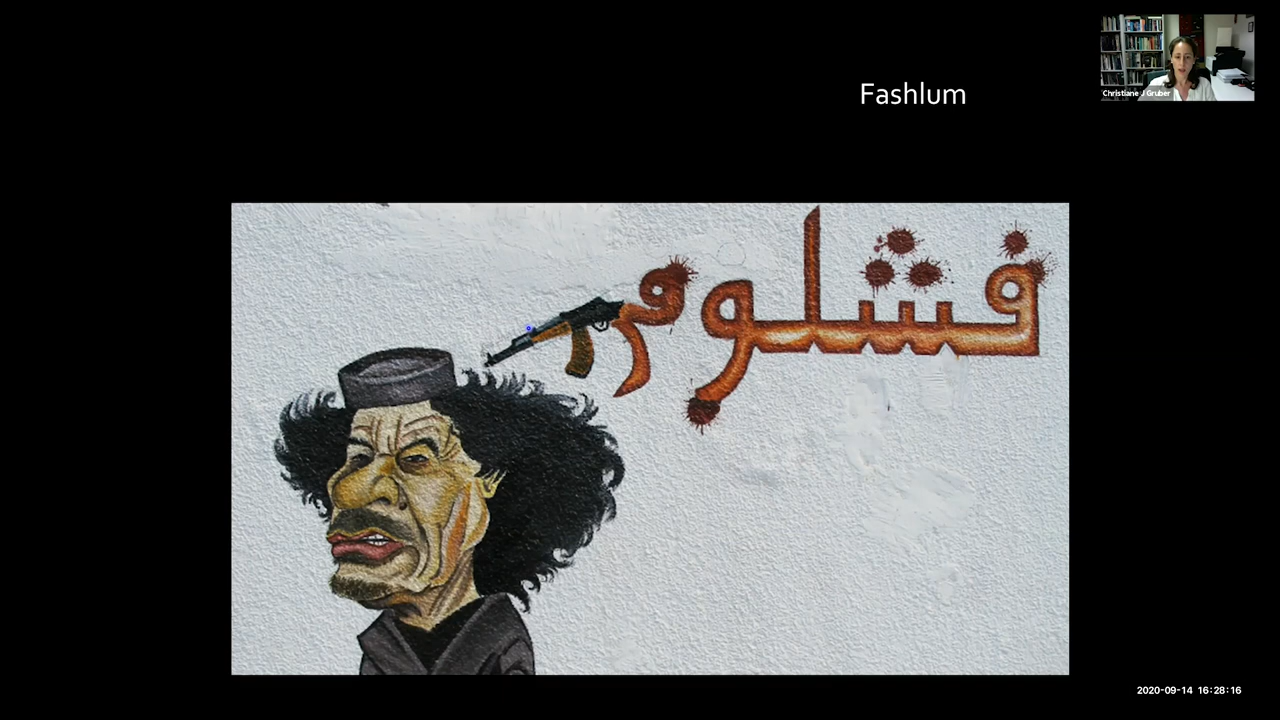 Fashlum
Christiane J Gruber
فشلوم
2020-09-14 16:28:16